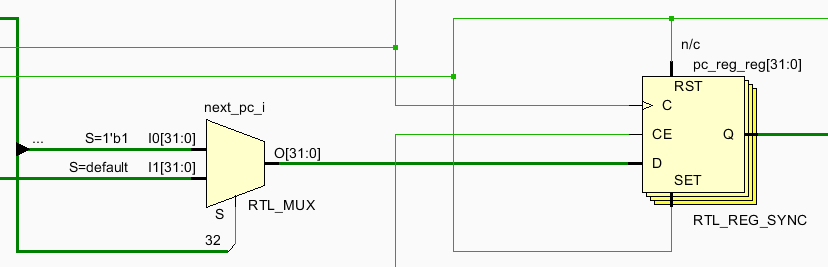 n/c
pc_reg_reg[31:0]
RST
next_pc_i
C
... S=1'b1 I0[31:0]
CE Q
O[31:0]
S=default I1[31:0]
D
SET
RTL_MUX
S
RTL_REG_SYNC
32